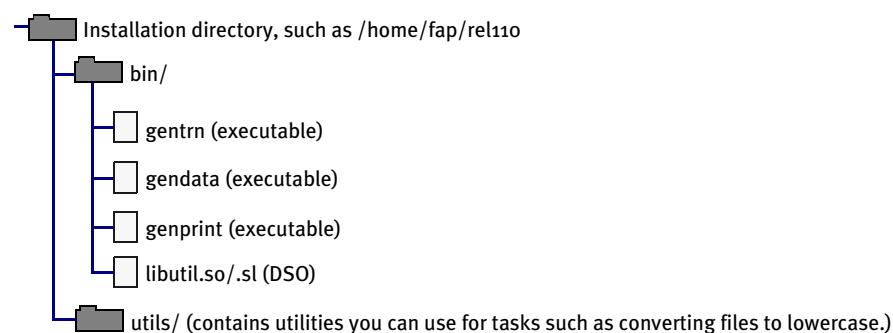 Installation directory, such as /home/fap/rel110
bin/
gentrn (executable)
gendata (executable)
genprint (executable)
libutil.so/.sl (DSO)
utils/ (contains utilities you can use for tasks such as converting files to lowercase.)